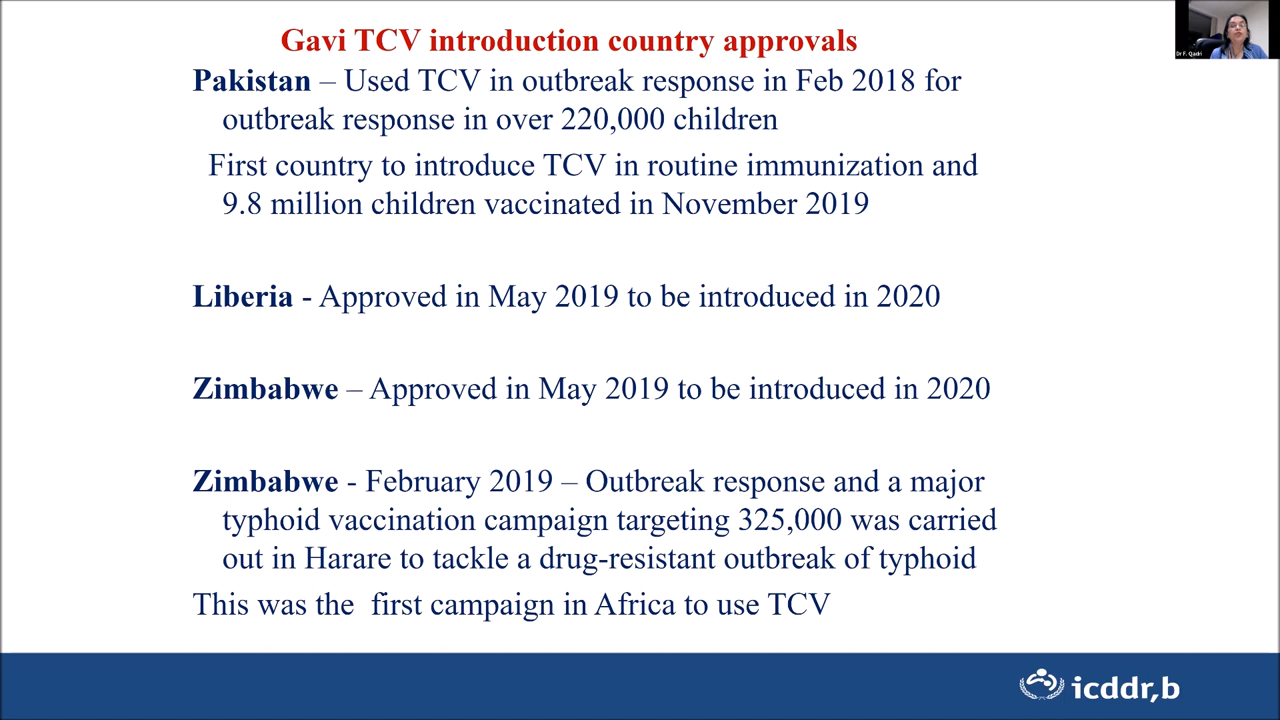 Gavi TCV introduction country approvals
Dr F. Qadri
Pakistan – Used TCV in outbreak response in Feb 2018 for
outbreak response in over 220,000 children
First country to introduce TCV in routine immunization and
9.8 million children vaccinated in November 2019
Liberia - Approved in May 2019 to be introduced in 2020
Zimbabwe – Approved in May 2019 to be introduced in 2020
Zimbabwe - February 2019 – Outbreak response and a major
typhoid vaccination campaign targeting 325,000 was carried
out in Harare to tackle a drug-resistant outbreak of typhoid
This was the  first campaign in Africa to use TCV
icddr,b